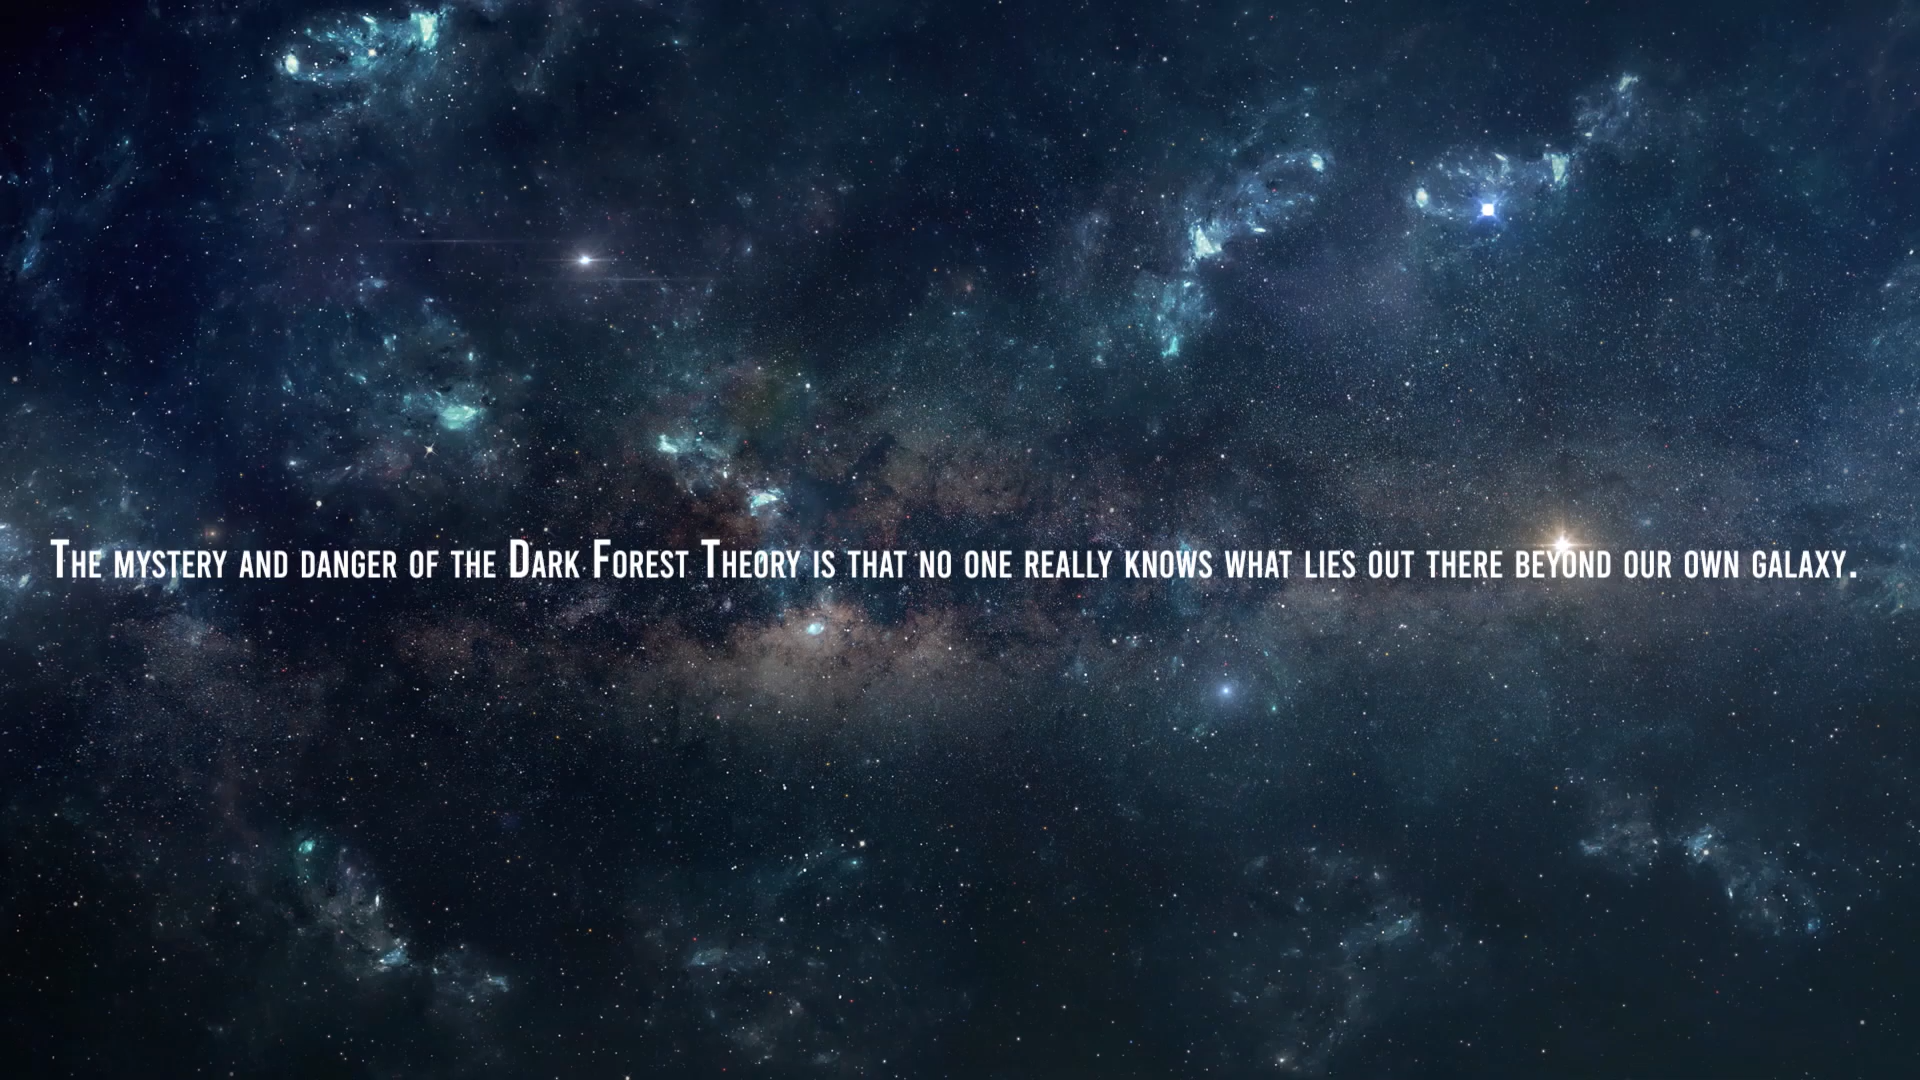 The mystery and danger of the Dark Forest Theory is that no one really knows what lies out there beyond our own galaxy.